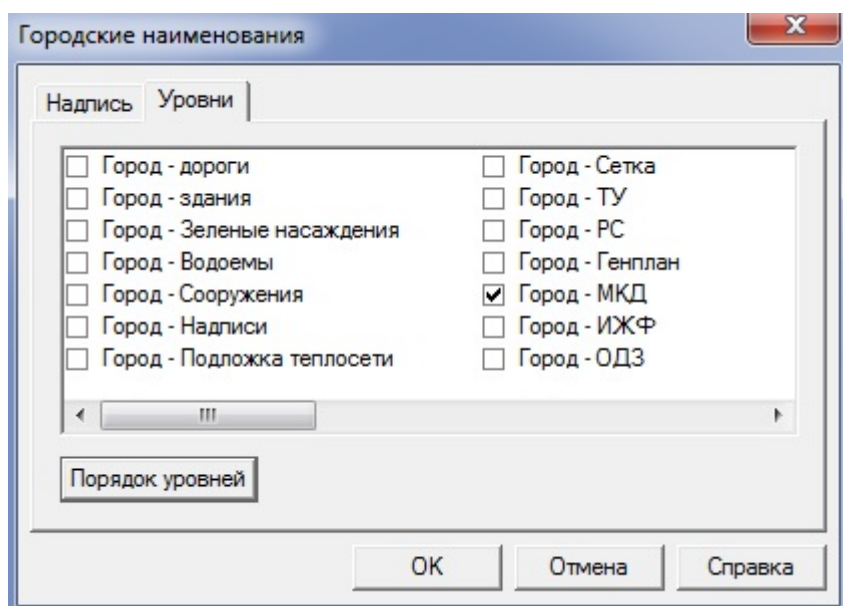 Городские наименования
Надпись Уровни
Город - дороги
Город - здания
Город - Зеленые насаждения
Город - Водоемы
Город - Сооружения
Город - Надписи
Город - Подложка теплосети
Город - Сетка
Город - ТУ
Город - РС
Город - Генплан
Город - МКД
Город - ИЖФ
Город - ОДЗ
Порядок уровней
OK Отмена Справка